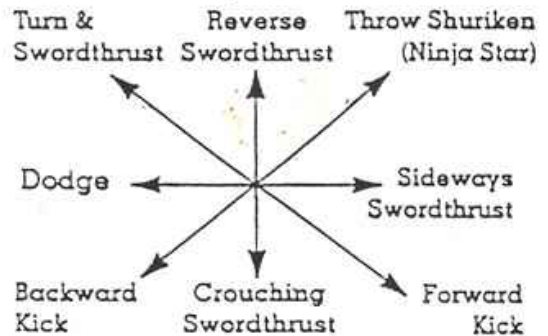 Turn &
Swordthrust
Reverse
Swordthrust
Throw Shuriken
(Ninja Star)
Dodge
Sideways
Swordthrust
Backward
Kick
Crouching
Swordthrust
Forward
Kick